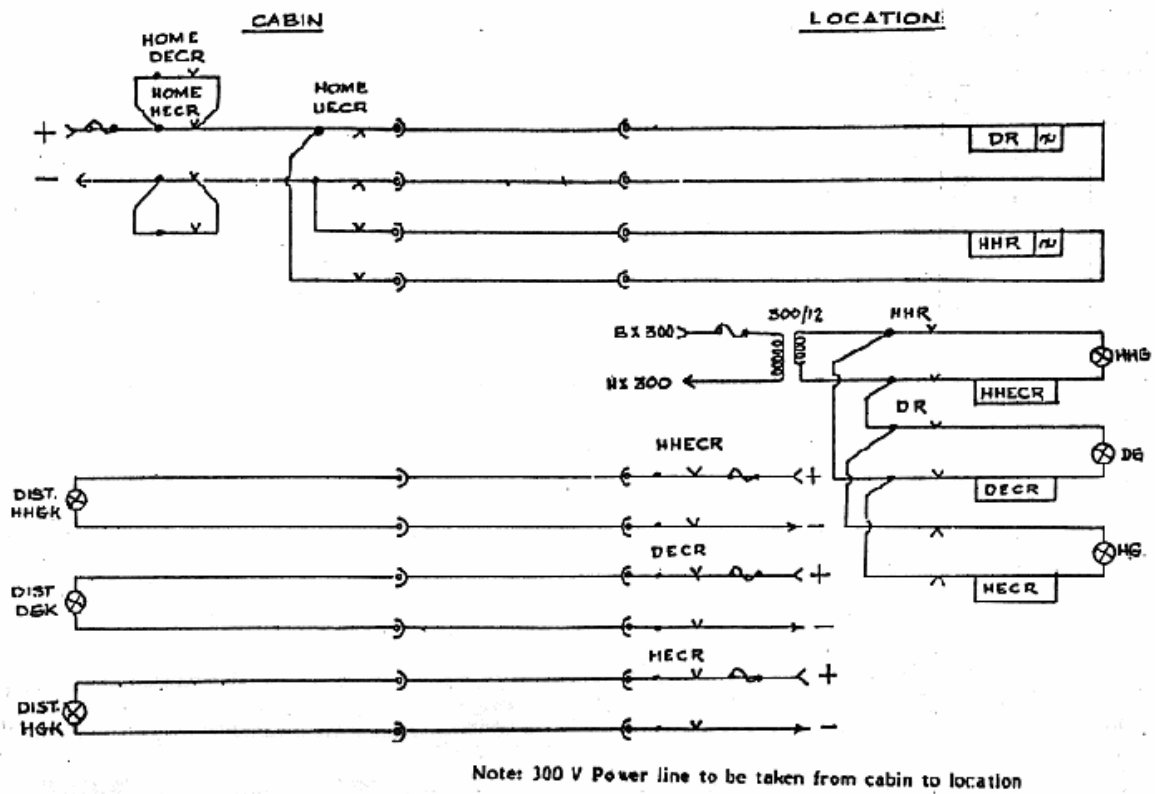 CABIN
LOCATION
HOME
DECR
HOME
HECR
HOME
UECR
+
-
DR
HHR
300/12
HHR
BX300
NX300
HHG
HHECR
DR
DG
DECR
HG
HECR
HHECR
+
-
DIST.
HHGK
DECR
+
-
DIST
DGK
HECR
+
-
DIST.
HGK
Note: 300 V Power line to be taken from cabin to location